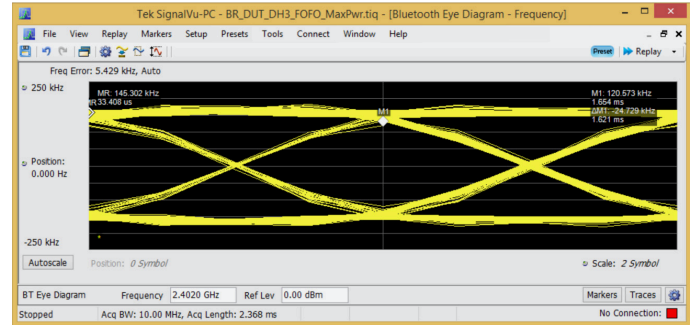 Tek SignalVu-PC - BR_DUT_DH3_FOFO_MaxPwr.tiq - [Bluetooth Eye Diagram - Frequency]
File View Replay Markers Setup Presets Tools Connect Window Help
Preset Replay
Freq Error: 5.429 kHz, Auto
250 kHz
MR: 145.302 kHz
33.408 us
MR
M1
M1: 120.573 kHz
1.654 ms
ΔM1: -24.729 kHz
1.621 ms
Position:
0.000 Hz
-250 kHz
Autoscale Position: 0 Symbol Scale: 2 Symbol
BT Eye Diagram Frequency 2.4020 GHz Ref Lev 0.00 dBm Markers Traces
Stopped Acq BW: 10.00 MHz, Acq Length: 2.368 ms No Connection: